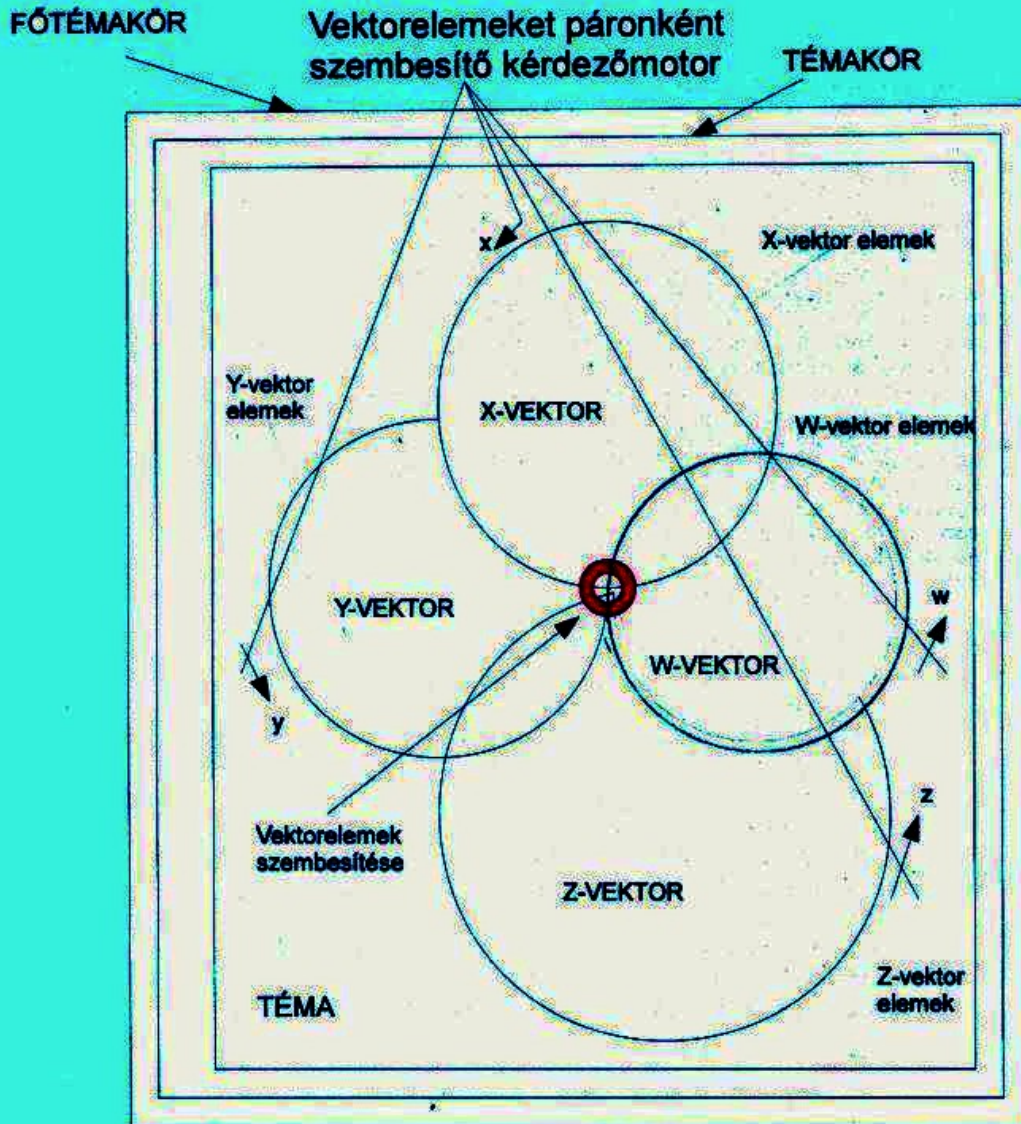 FŐTÉMAKÖR
Vektorelemeket páronként
szembesítő kérdezőmotor
TÉMAKÖR
x
X-vektor elemek
Y-vektor
elemek
X-VEKTOR
W-vektor elemek
Y-VEKTOR
w
W-VEKTOR
y
z
Vektorelemek
szembesítése
Z-VEKTOR
Z-vektor
elemek
TÉMA